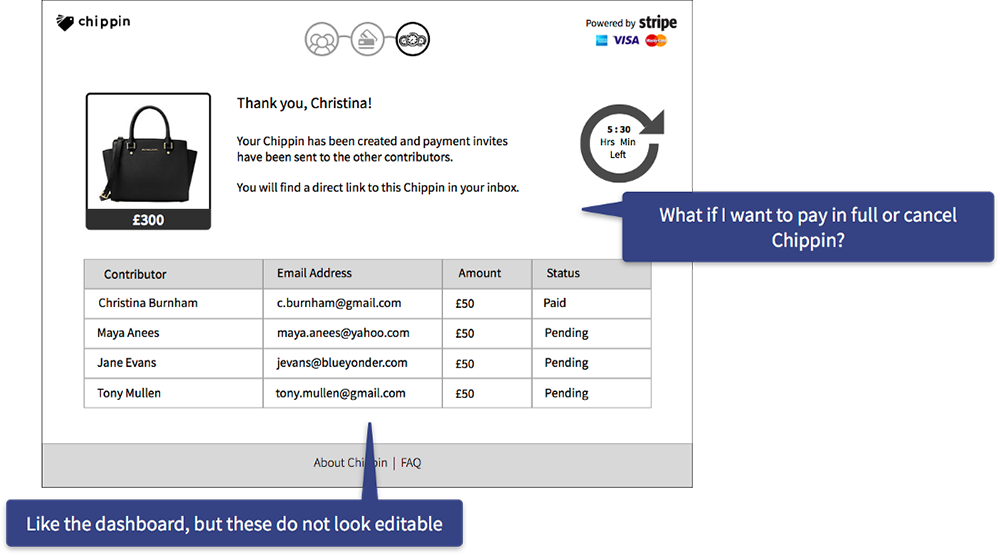 chippin
Powered by stripe
VISA
MasterCard
Thank you, Christina!
Your Chippin has been created and payment invites
have been sent to the other contributors.
You will find a direct link to this Chippin in your inbox.
£300
5 : 30
Hrs Min
Left
What if I want to pay in full or cancel
Chippin?
Contributor Email Address Amount Status
Christina Burnham c.burnham@gmail.com £50 Paid
Maya Anees maya.anees@yahoo.com £50 Pending
Jane Evans jevans@blueyonder.com £50 Pending
Tony Mullen tony.mullen@gmail.com £50 Pending
About Chippin | FAQ
Like the dashboard, but these do not look editable